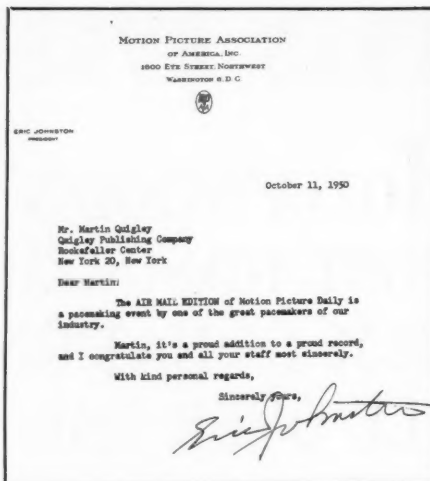 MOTION PICTURE ASSOCIATION
OF AMERICA, INC.
1600 EYE STREET, NORTHWEST
WASHINGTON 6, D.C.
ERIC JOHNSTON
PRESIDENT
October 11, 1950
Mr. Martin Quigley
Quigley Publishing Company
Rockefeller Center
New York 20, New York
Dear Martin:
The AIR MAIL EDITION of Motion Picture Daily is
a pacemaking event by one of the great pacemakers of our
industry.
Martin, it's a proud addition to a proud record,
and I congratulate you and all your staff most sincerely.
With kind personal regards,
Sincerely yours,
Eric Johnston